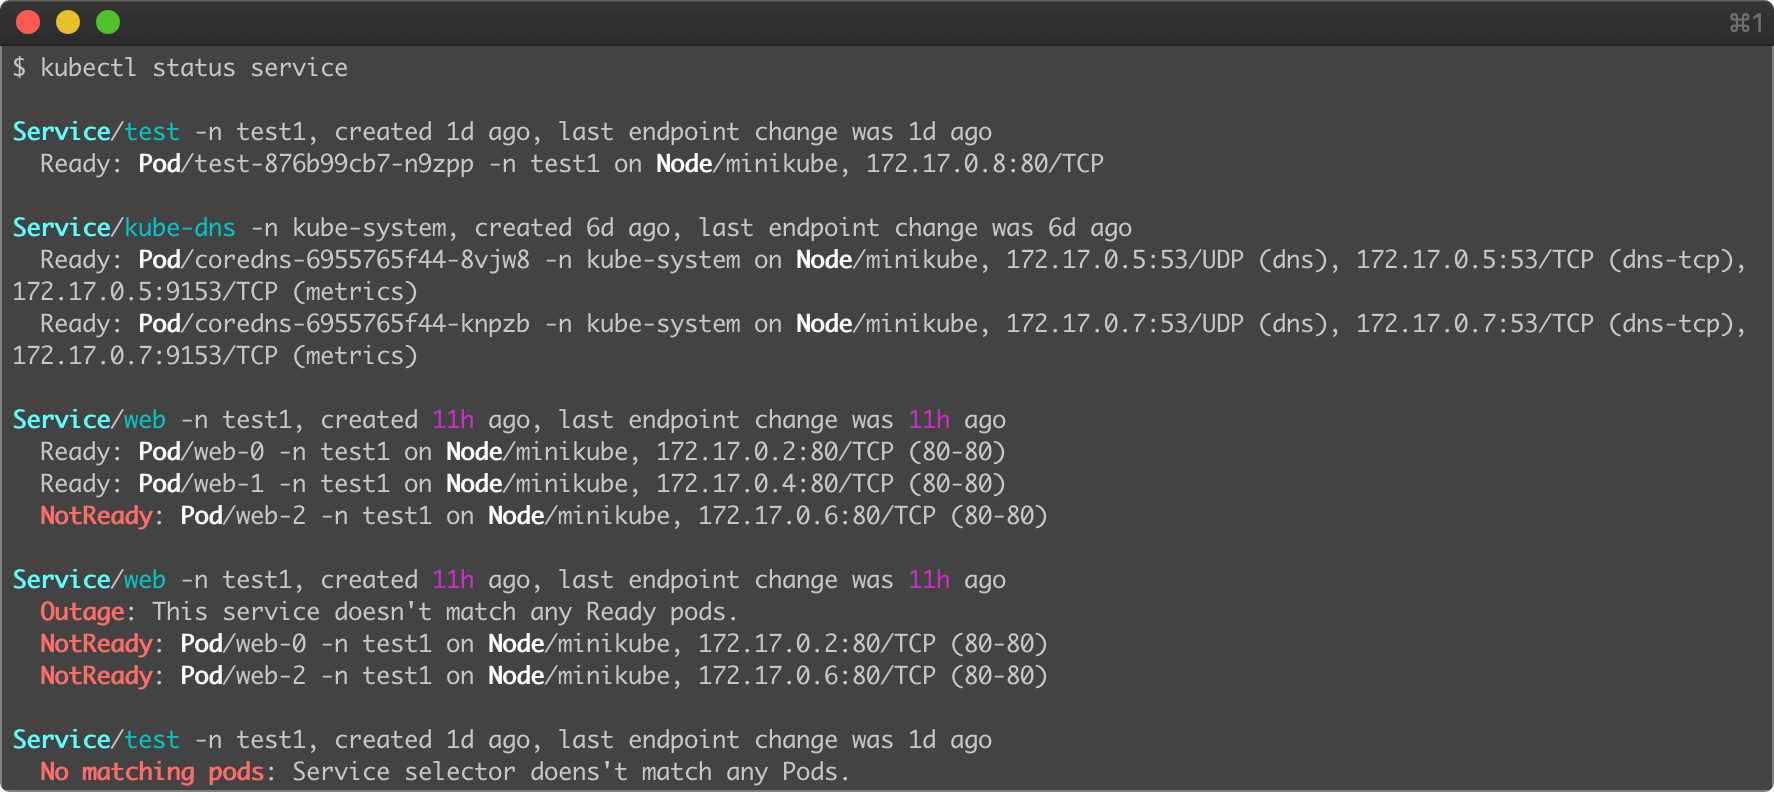 ⌘1
$ kubectl status service
Service/test -n test1, created 1d ago, last endpoint change was 1d ago
Ready: Pod/test-876b99cb7-n9zpp -n test1 on Node/minikube, 172.17.0.8:80/TCP
Service/kube-dns -n kube-system, created 6d ago, last endpoint change was 6d ago
Ready: Pod/coredns-6955765f44-8vjw8 -n kube-system on Node/minikube, 172.17.0.5:53/UDP (dns), 172.17.0.5:53/TCP (dns-tcp),
172.17.0.5:9153/TCP (metrics)
Ready: Pod/coredns-6955765f44-knpzb -n kube-system on Node/minikube, 172.17.0.7:53/UDP (dns), 172.17.0.7:53/TCP (dns-tcp),
172.17.0.7:9153/TCP (metrics)
Service/web -n test1, created 11h ago, last endpoint change was 11h ago
Ready: Pod/web-0 -n test1 on Node/minikube, 172.17.0.2:80/TCP (80-80)
Ready: Pod/web-1 -n test1 on Node/minikube, 172.17.0.4:80/TCP (80-80)
NotReady: Pod/web-2 -n test1 on Node/minikube, 172.17.0.6:80/TCP (80-80)
Service/web -n test1, created 11h ago, last endpoint change was 11h ago
Outage: This service doesn't match any Ready pods.
NotReady: Pod/web-0 -n test1 on Node/minikube, 172.17.0.2:80/TCP (80-80)
NotReady: Pod/web-2 -n test1 on Node/minikube, 172.17.0.6:80/TCP (80-80)
Service/test -n test1, created 1d ago, last endpoint change was 1d ago
No matching pods: Service selector doens't match any Pods.